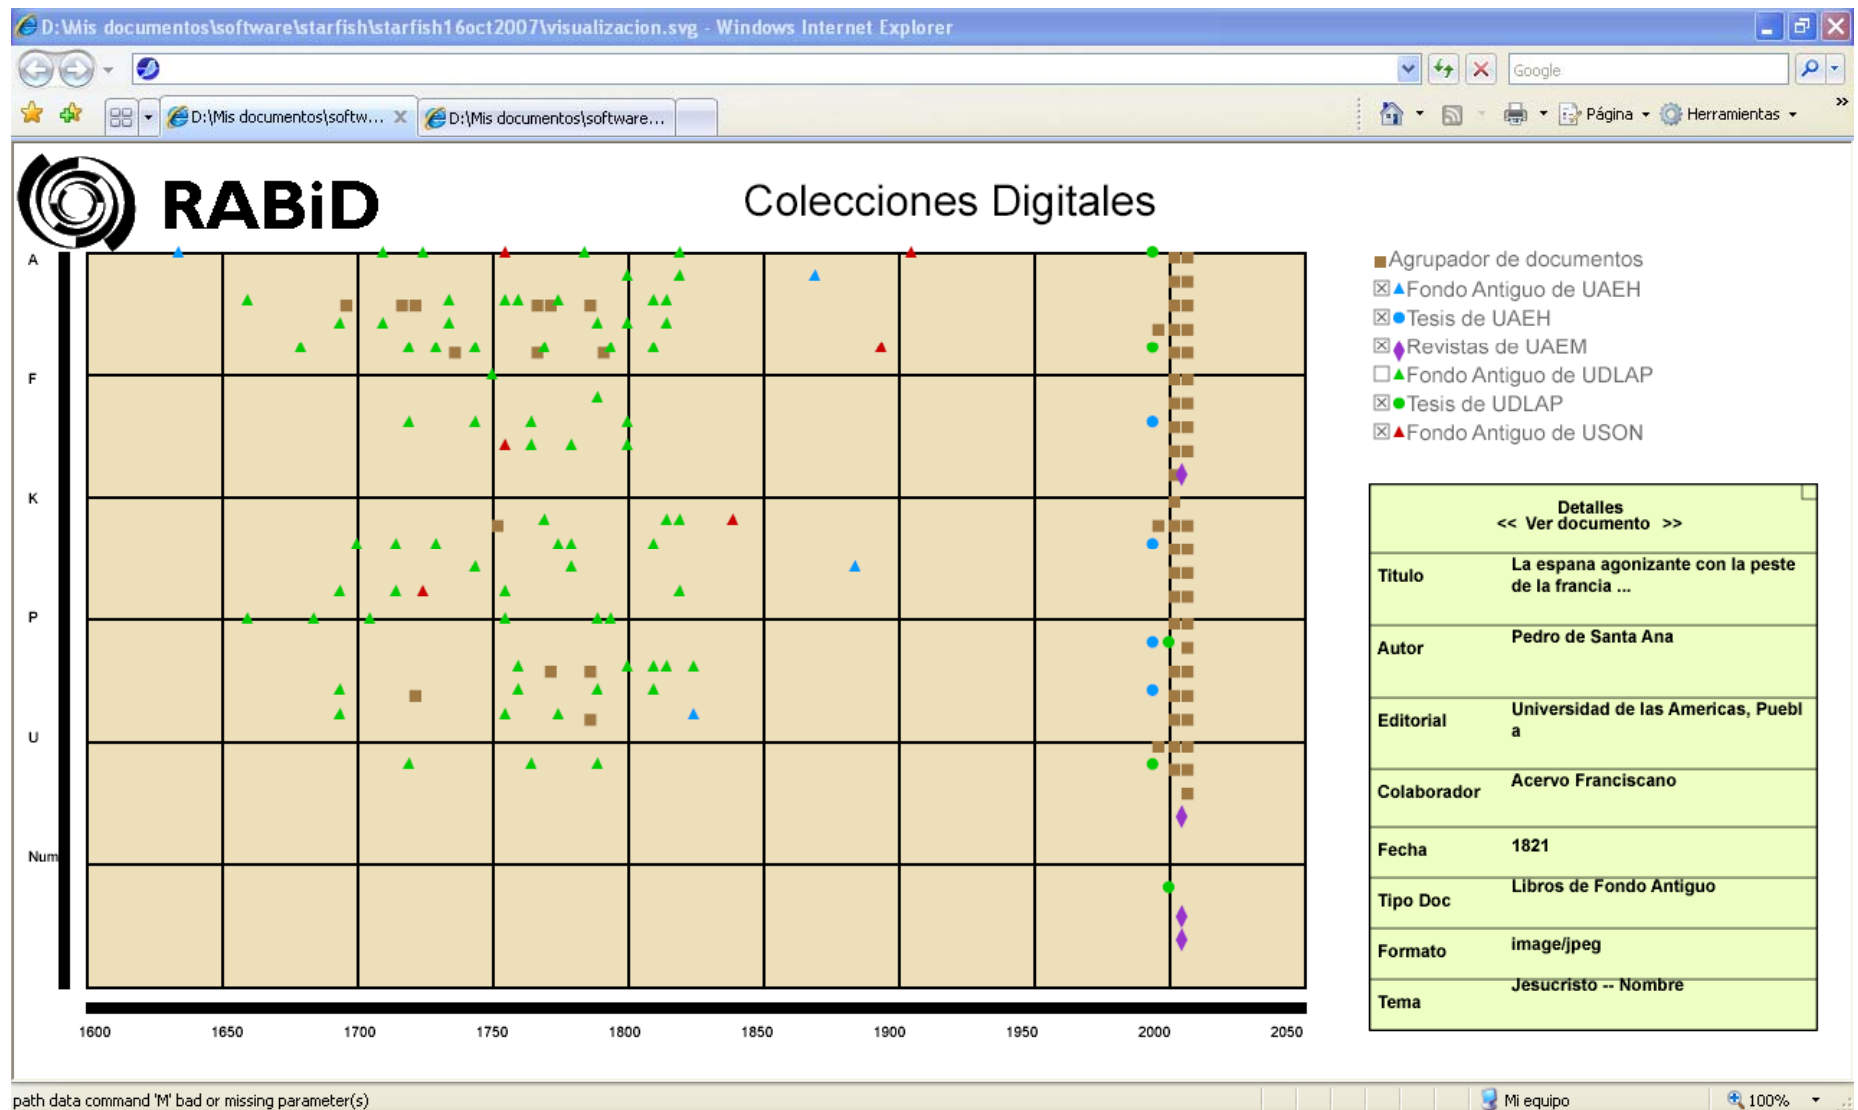 D:\Mis documentos\software\starfish\starfish16oct2007\visualizacion.svg - Windows Internet Explorer
Google
D:\Mis documentos\softw...
D:\Mis documentos\software...
Página
Herramientas
»
RABiD
Colecciones Digitales
A
F
K
P
U
Num
1600 1650 1700 1750 1800 1850 1900 1950 2000 2050
Agrupador de documentos
Fondo Antiguo de UAEH
Tesis de UAEH
Revistas de UAEM
Fondo Antiguo de UDLAP
Tesis de UDLAP
Fondo Antiguo de USON
Detalles
<< Ver documento >>
Titulo
La espana agonizante con la peste
de la francia ...
Autor
Pedro de Santa Ana
Editorial
Universidad de las Americas, Puebl
a
Colaborador
Acervo Franciscano
Fecha
1821
Tipo Doc
Libros de Fondo Antiguo
Formato
image/jpeg
Tema
Jesucristo -- Nombre
path data command 'M' bad or missing parameter(s)
Mi equipo
100%